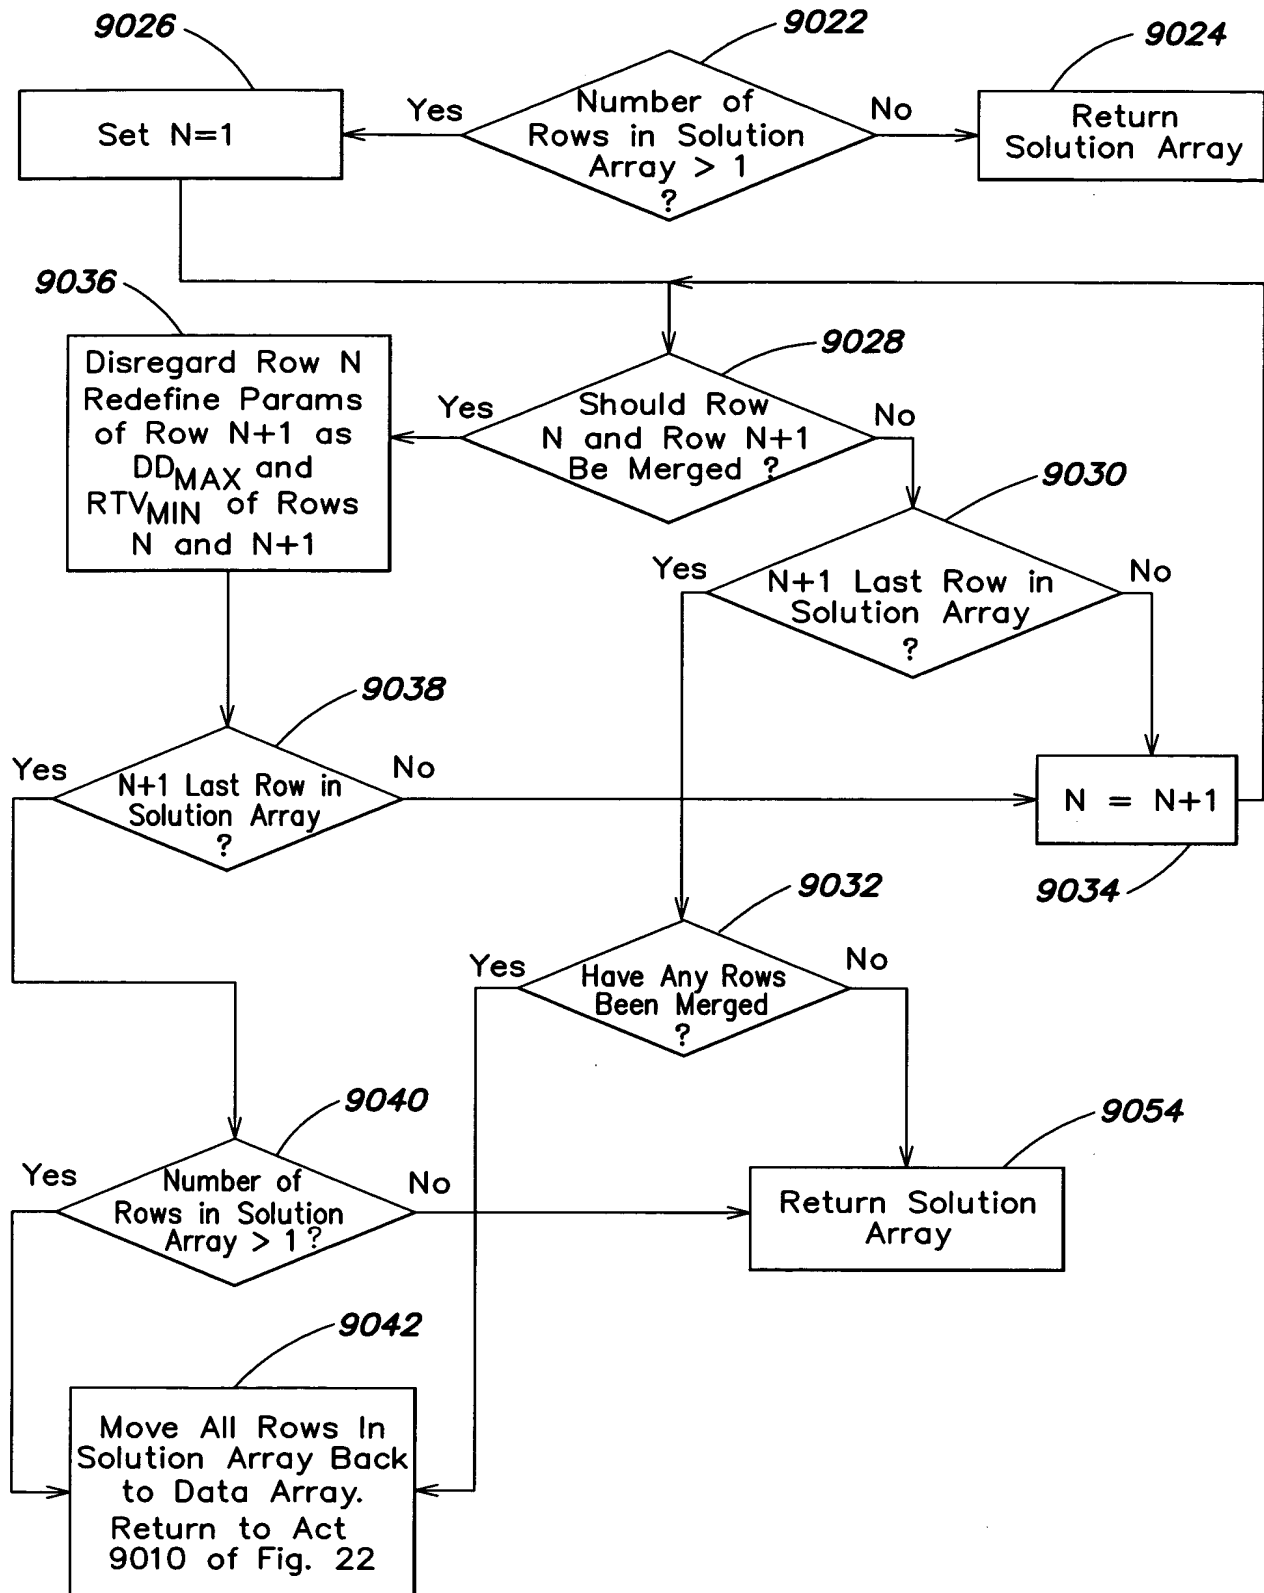 9026
9022
9024
Set N=1
Yes
Number of
Rows in Solution
Array > 1
?
No
Return
Solution Array
9036
Disregard Row N
Redefine Params
of Row N+1 as
DDMAX and
RTVMIN of Rows
N and N+1
9028
Yes
Should Row
N and Row N+1
Be Merged ?
No
9030
Yes
N+1 Last Row in
Solution Array
?
No
9038
Yes
N+1 Last Row in
Solution Array
?
No
N = N+1
9034
9032
Yes
Have Any Rows
Been Merged
?
No
9040
Yes
Number of
Rows in Solution
Array > 1?
No
9054
Return Solution
Array
9042
Move All Rows In
Solution Array Back
to Data Array.
Return to Act
9010 of Fig. 22